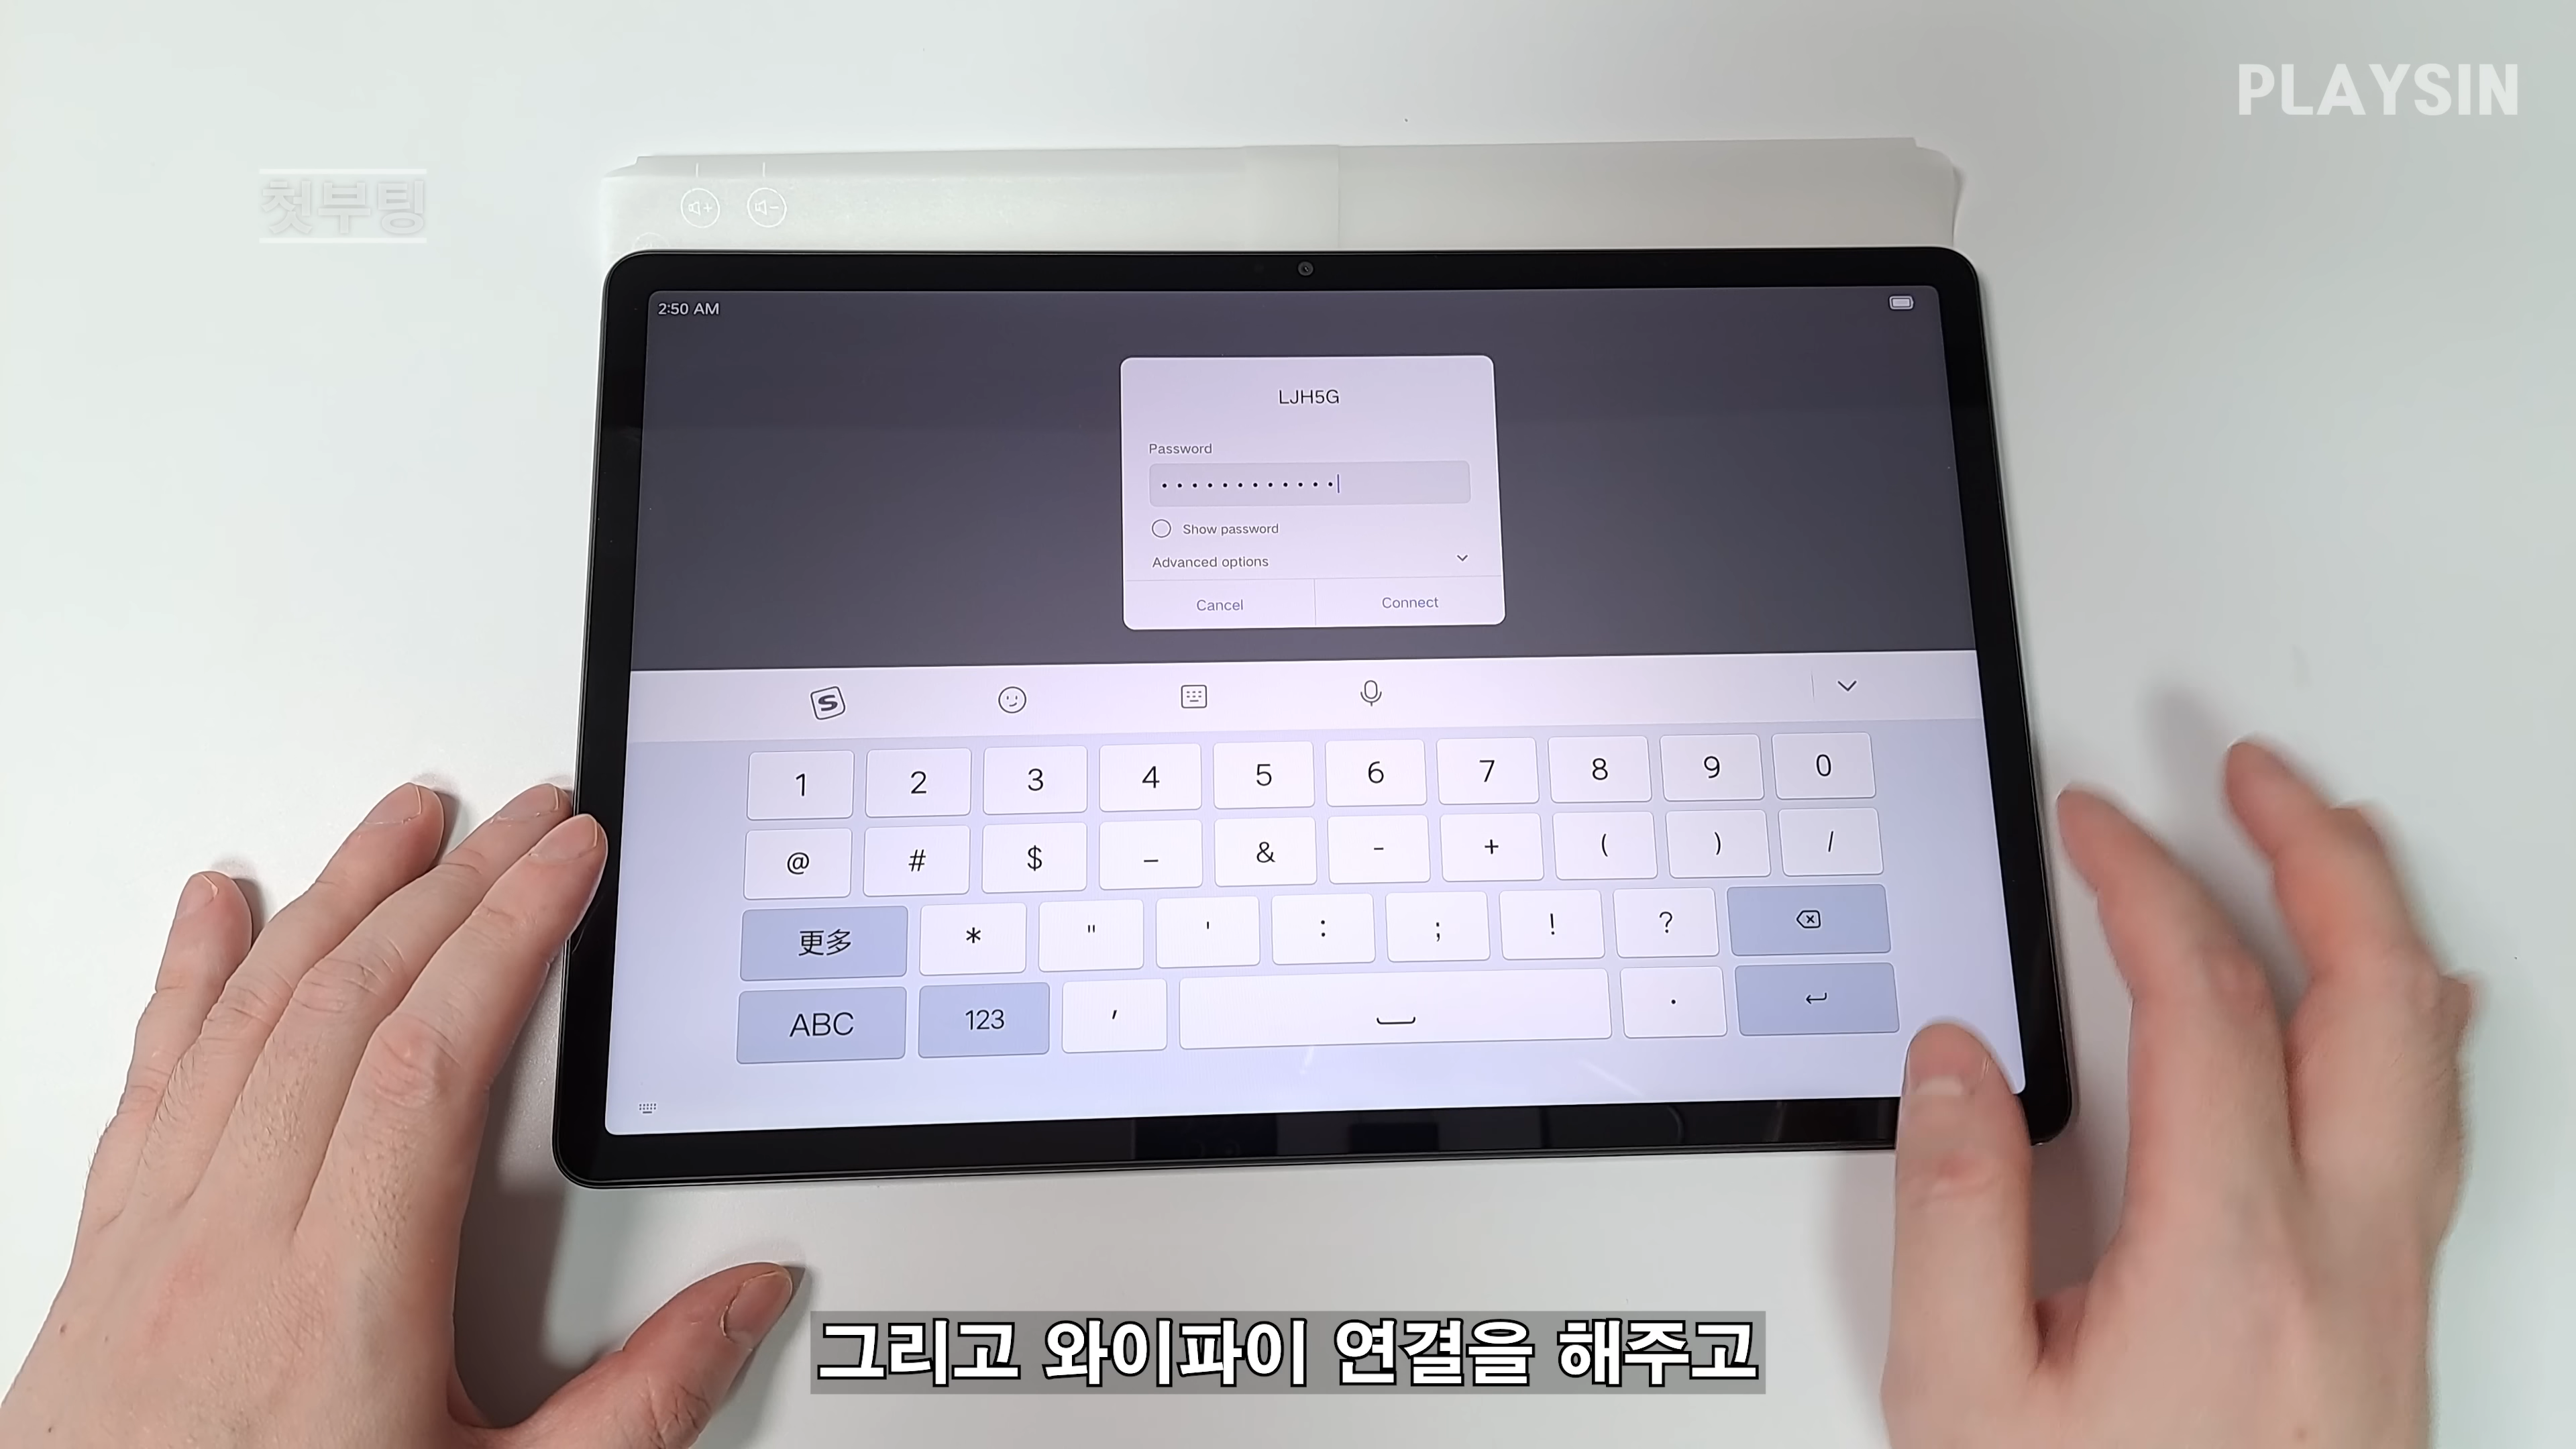 PLAYSIN
첫부팅
2:50 AM
LJH5G
Password
••••••••••••
Show password
Advanced options
Cancel
Connect
1 2 3 4 5 6 7 8 9 0
@ # $ _ & - + ( ) /
更多 * " ' : ; ! ?
ABC 123 , .
그리고 와이파이 연결을 해주고